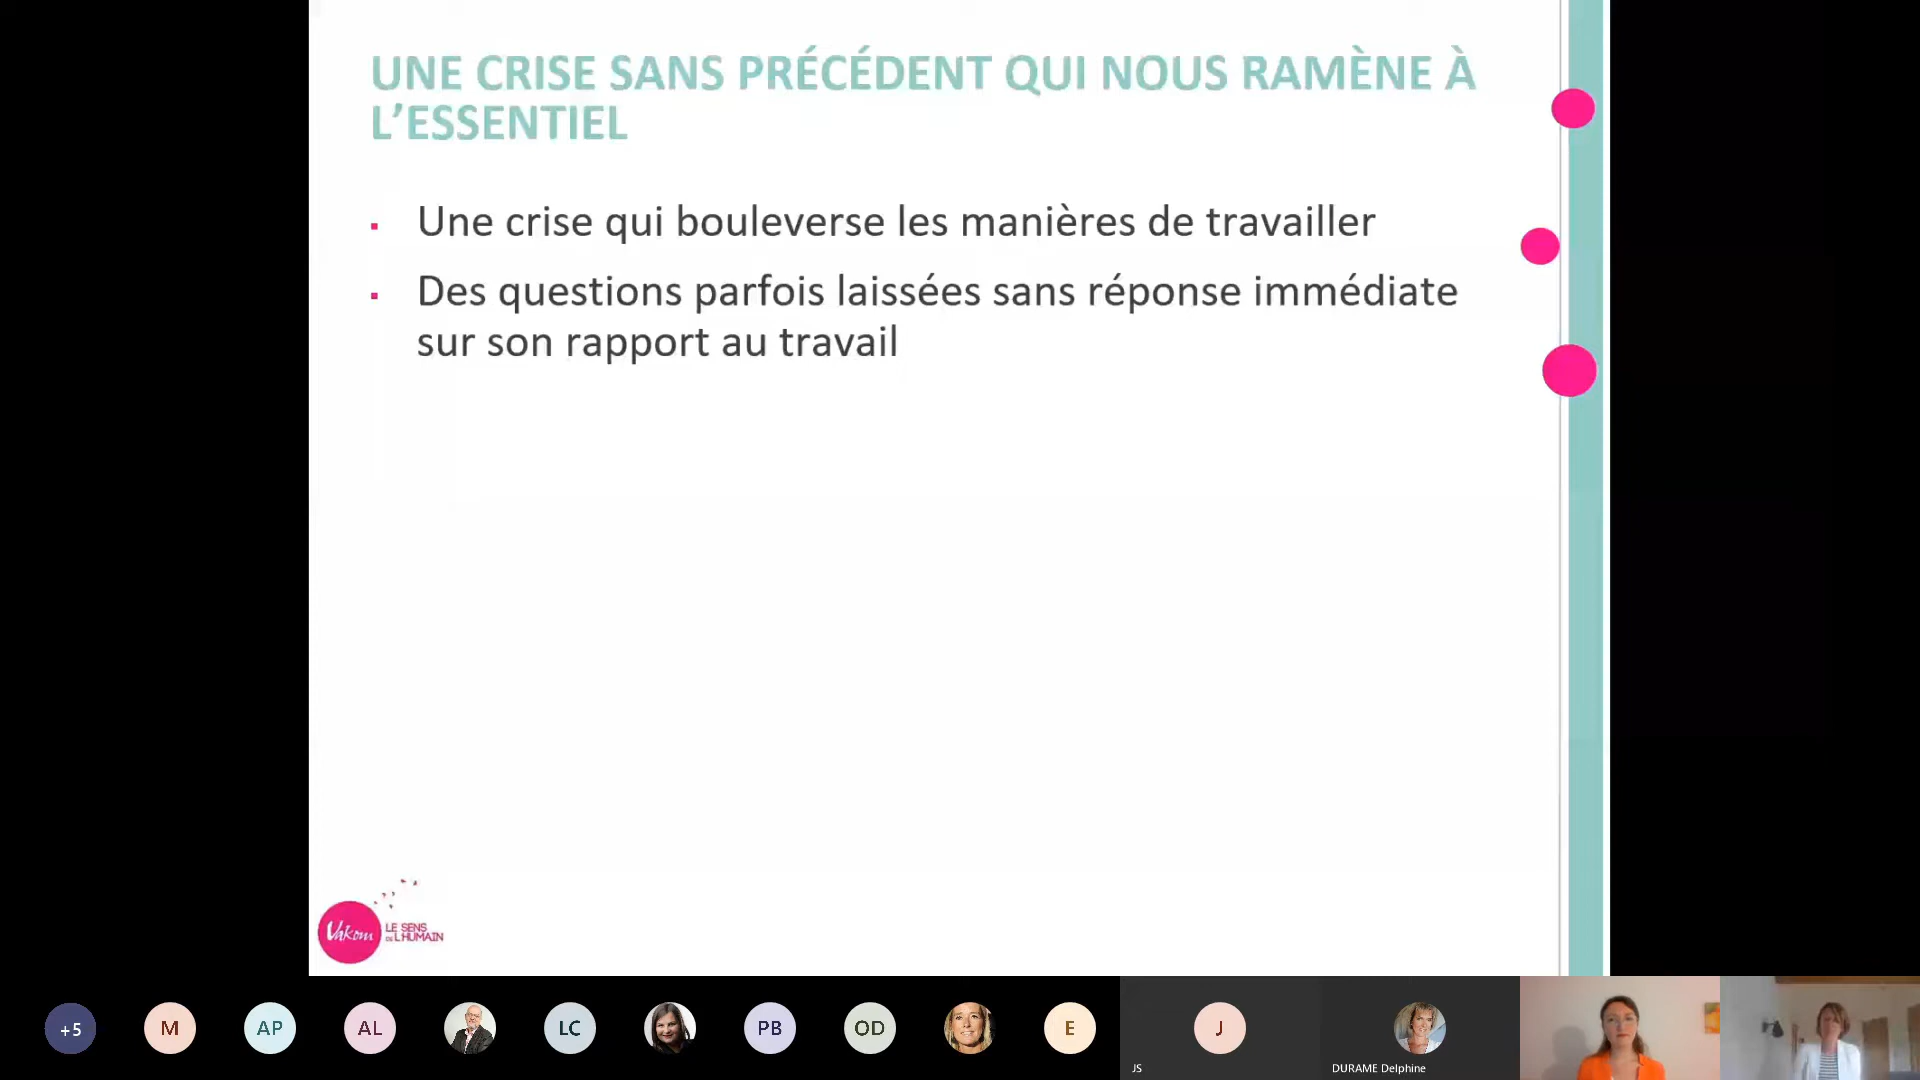 UNE CRISE SANS PRÉCÉDENT QUI NOUS RAMÈNE À
L’ESSENTIEL
▪ Une crise qui bouleverse les manières de travailler
▪ Des questions parfois laissées sans réponse immédiate
sur son rapport au travail
Vakom
LE SENS
DE L'HUMAIN
+5 M AP AL LC PB OD E J
JS DURAME Delphine